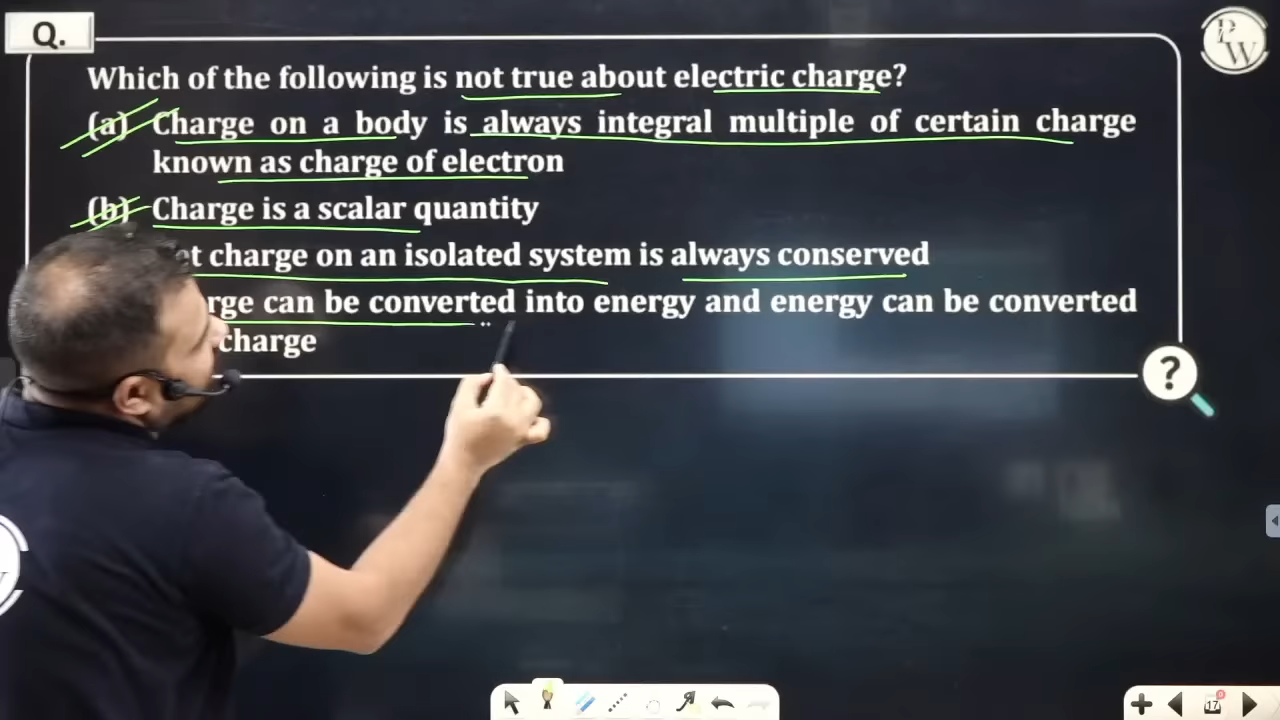 Q.
PW
Which of the following is not true about electric charge?
(a) Charge on a body is always integral multiple of certain charge
known as charge of electron
(b) Charge is a scalar quantity
charge on an isolated system is always conserved
can be converted into energy and energy can be converted
charge
?
17